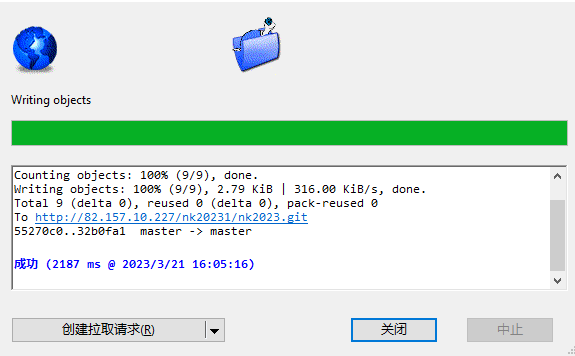 Writing objects
Counting objects: 100% (9/9), done.
Writing objects: 100% (9/9), 2.79 KiB | 316.00 KiB/s, done.
Total 9 (delta 0), reused 0 (delta 0), pack-reused 0
To http://82.157.10.227/nk20231/nk2023.git
55270c0..32b0fa1  master -> master
成功 (2187 ms @ 2023/3/21 16:05:16)
创建拉取请求(R)
关闭
中止